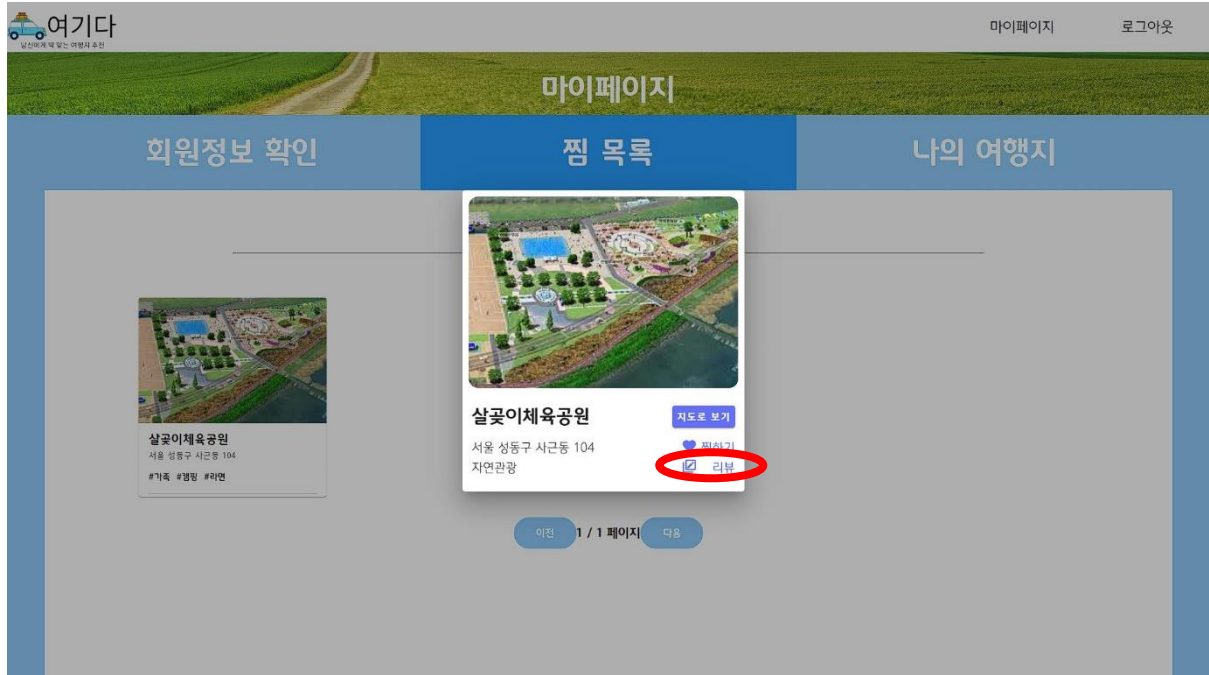 여기다
당신에게 딱 맞는 여행지 추천
마이페이지
로그아웃
마이페이지
회원정보 확인
찜 목록
나의 여행지
살곶이체육공원
서울 성동구 사근동 104
#가족 #캠핑 #라면
살곶이체육공원
지도로 보기
서울 성동구 사근동 104
찜하기
자연관광
리뷰
이전
1 / 1 페이지
다음